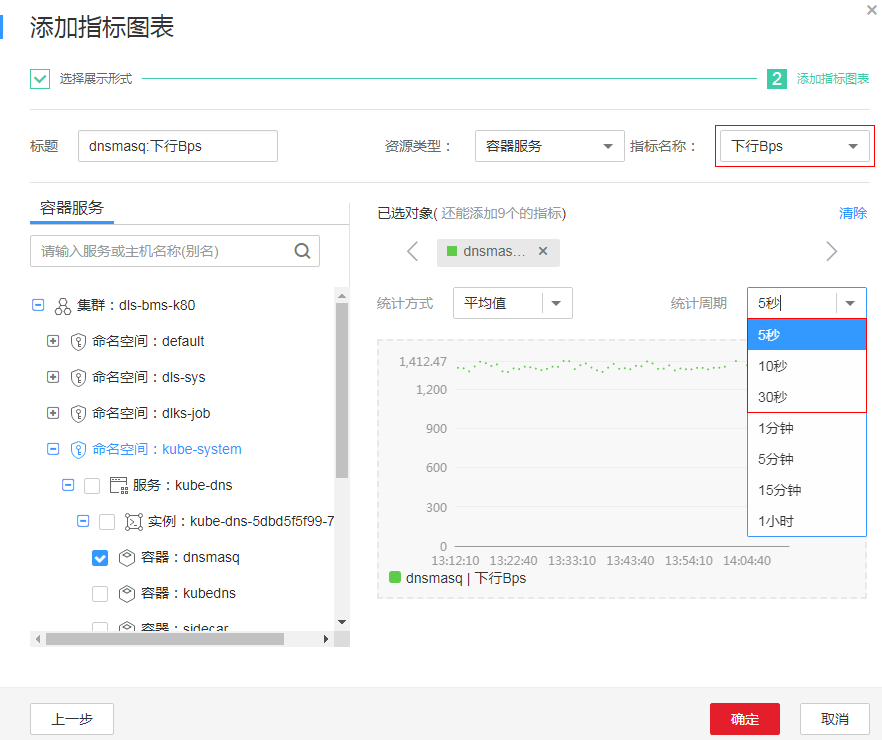 添加指标图表
选择展示形式
2 添加指标图表
标题 dnsmasq:下行Bps 资源类型： 容器服务 指标名称： 下行Bps
容器服务
请输入服务或主机名称(别名)
集群：dls-bms-k80
命名空间：default
命名空间：dls-sys
命名空间：dlks-job
命名空间：kube-system
服务：kube-dns
实例：kube-dns-5dbd5f5f99-7
容器：dnsmasq
容器：kubedns
容器：sidecar
已选对象( 还能添加9个的指标) 清除
dnsmas...
统计方式 平均值 统计周期 5秒
5秒
10秒
30秒
1分钟
5分钟
15分钟
1小时
1,412.47
1,200
900
600
300
0
13:12:10 13:22:40 13:33:10 13:43:40 13:54:10 14:04:40
dnsmasq | 下行Bps
上一步 确定 取消